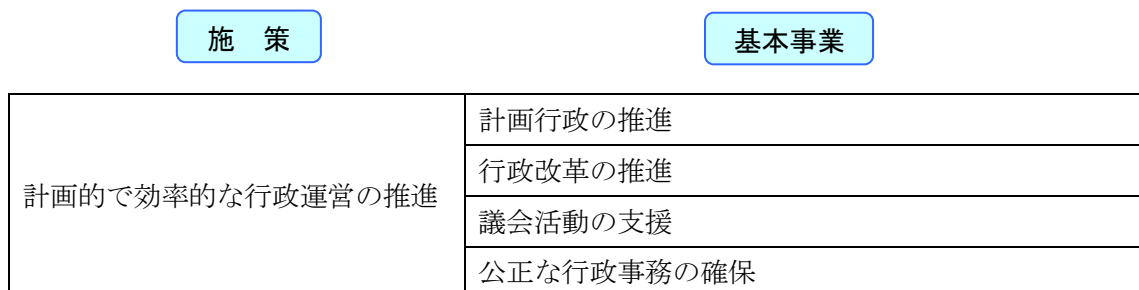 施　策
基本事業
計画行政の推進
行政改革の推進
計画的で効率的な行政運営の推進
議会活動の支援
公正な行政事務の確保